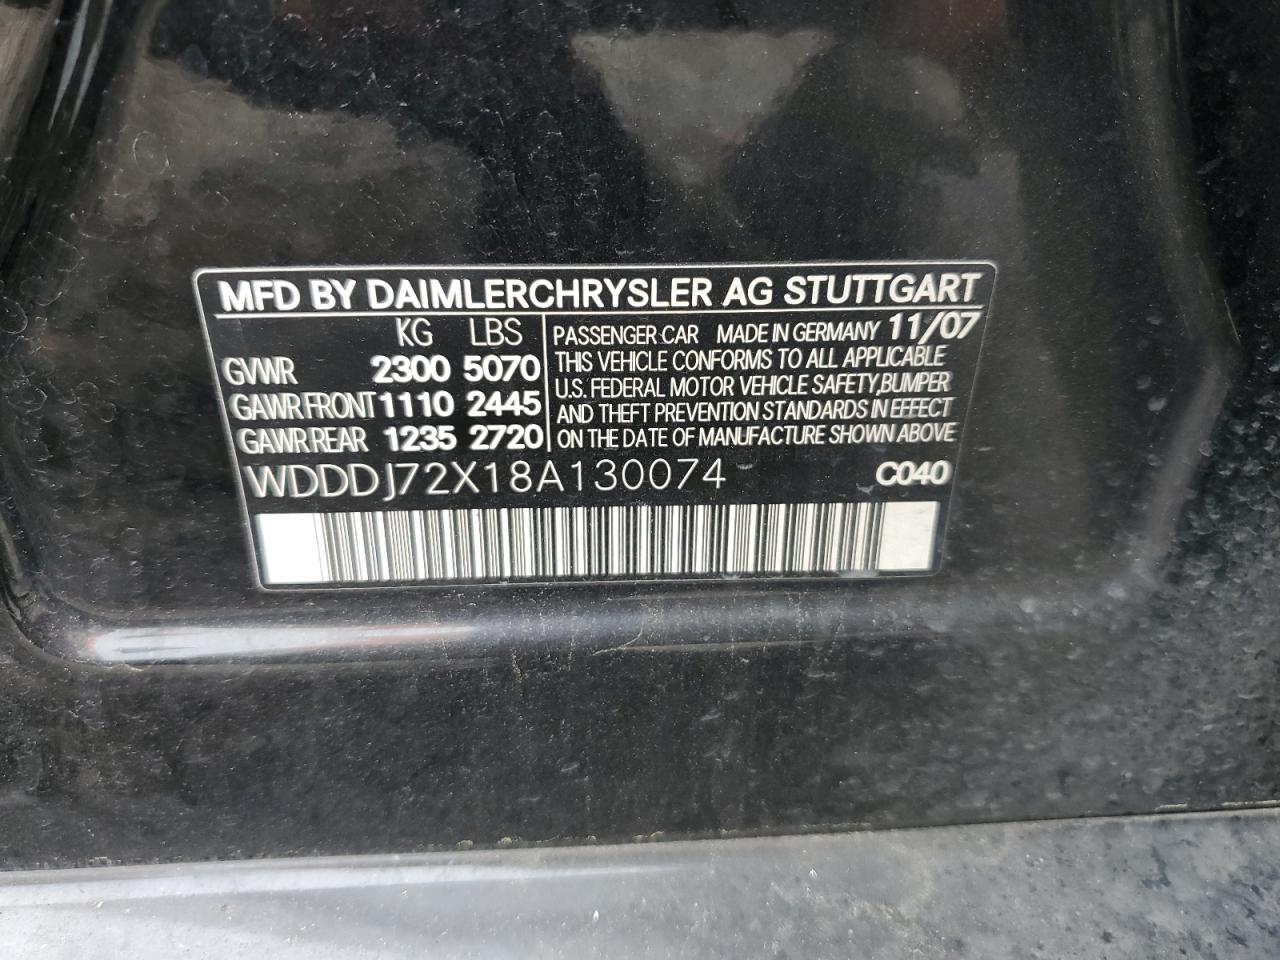 MFD BY DAIMLERCHRYSLER AG STUTTGART
KG LBS
GVWR 2300 5070
GAWR FRONT 1110 2445
GAWR REAR 1235 2720
PASSENGER CAR MADE IN GERMANY 11/07
THIS VEHICLE CONFORMS TO ALL APPLICABLE
U.S. FEDERAL MOTOR VEHICLE SAFETY,BUMPER
AND THEFT PREVENTION STANDARDS IN EFFECT
ON THE DATE OF MANUFACTURE SHOWN ABOVE
WDDDJ72X18A130074 C040